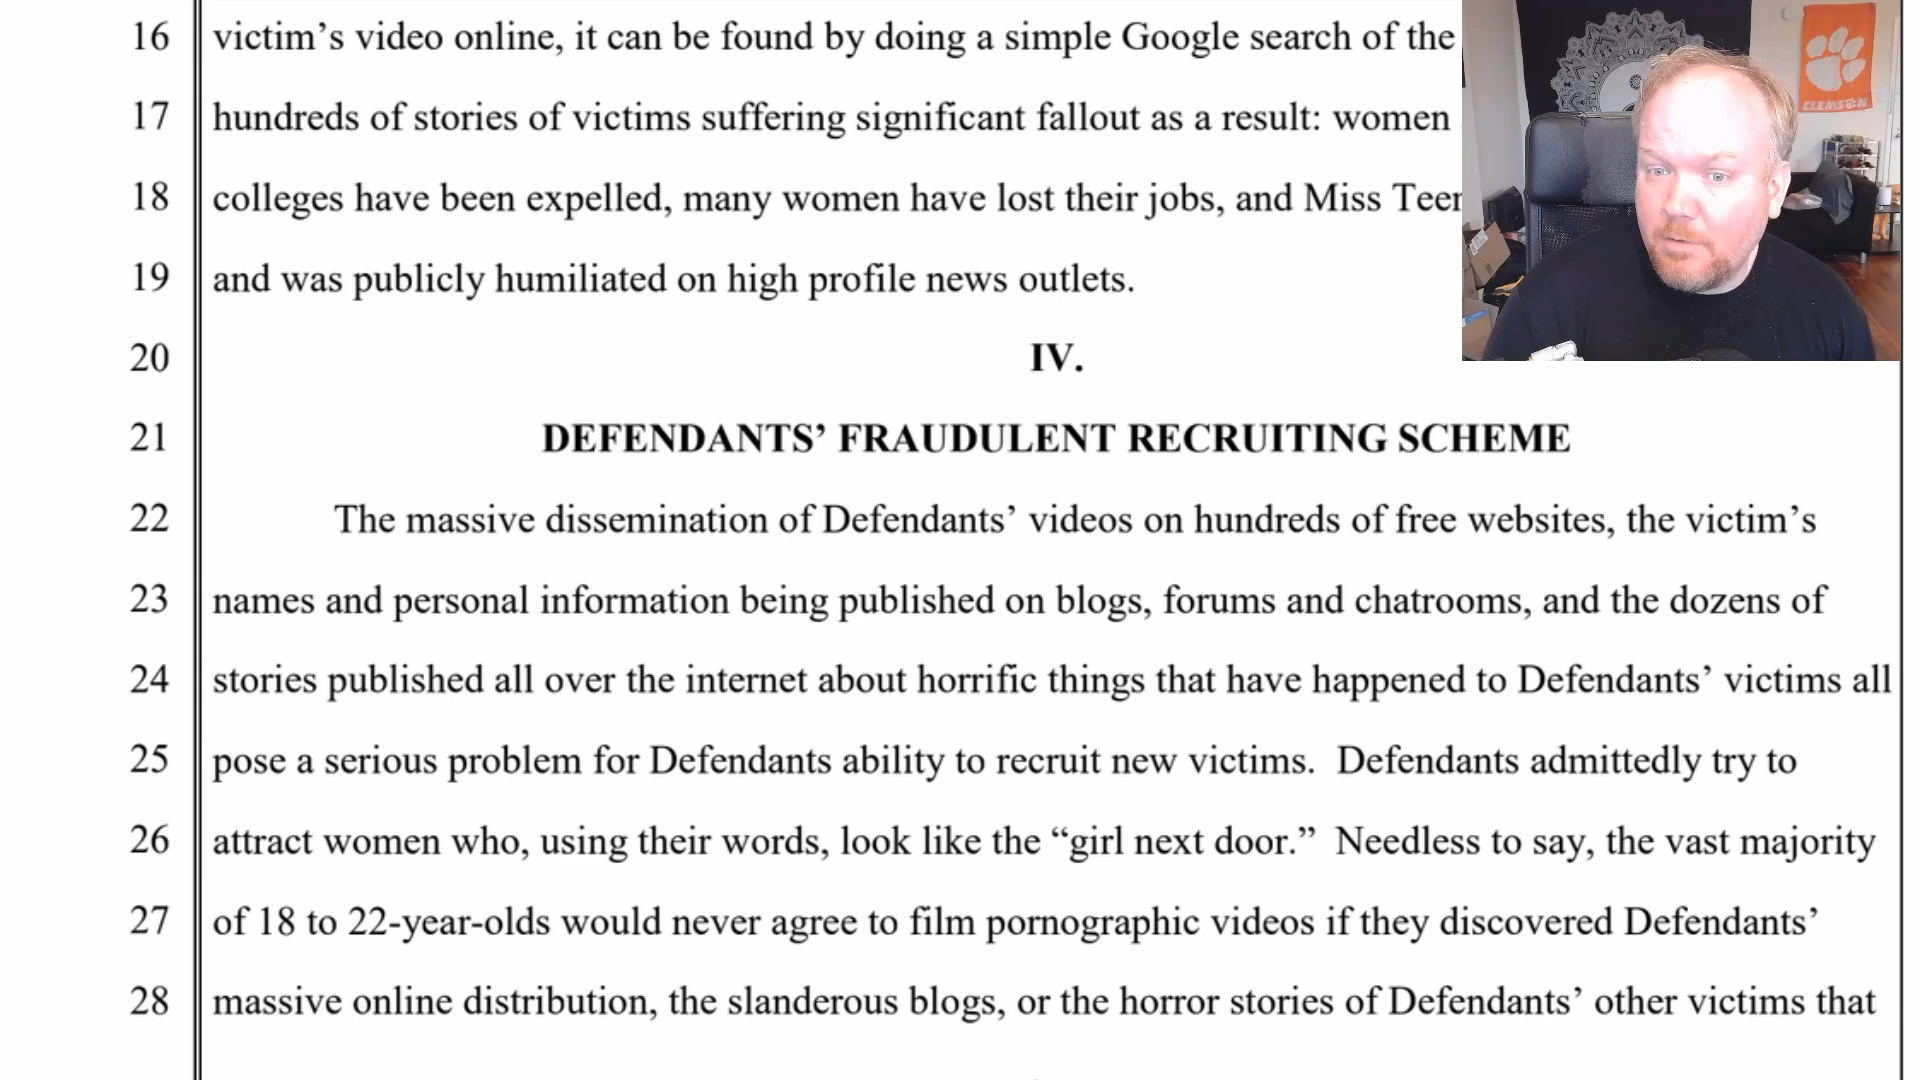 16 victim’s video online, it can be found by doing a simple Google search of the
17 hundreds of stories of victims suffering significant fallout as a result: women
18 colleges have been expelled, many women have lost their jobs, and Miss Teen
19 and was publicly humiliated on high profile news outlets.
20 IV.
21 DEFENDANTS’ FRAUDULENT RECRUITING SCHEME
22 The massive dissemination of Defendants’ videos on hundreds of free websites, the victim’s
23 names and personal information being published on blogs, forums and chatrooms, and the dozens of
24 stories published all over the internet about horrific things that have happened to Defendants’ victims all
25 pose a serious problem for Defendants ability to recruit new victims.  Defendants admittedly try to
26 attract women who, using their words, look like the “girl next door.”  Needless to say, the vast majority
27 of 18 to 22-year-olds would never agree to film pornographic videos if they discovered Defendants’
28 massive online distribution, the slanderous blogs, or the horror stories of Defendants’ other victims that
CLEMSON